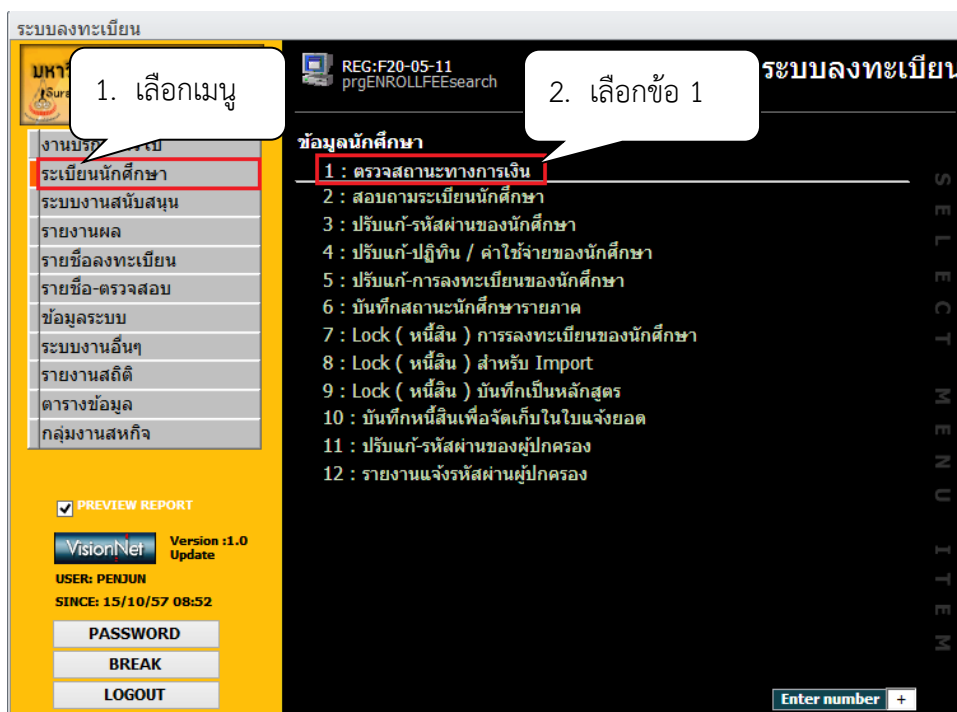 ระบบลงทะเบียน
1. เลือกเมนู
REG:F20-05-11
prgENROLLFEEsearch
2. เลือกข้อ 1
ระบบลงทะเบียน
ข้อมูลนักศึกษา
ระเบียนนักศึกษา
ระบบงานสนับสนุน
รายงานผล
รายชื่อลงทะเบียน
รายชื่อ-ตรวจสอบ
ข้อมูลระบบ
ระบบงานอื่นๆ
รายงานสถิติ
ตารางข้อมูล
กลุ่มงานสหกิจ
1 : ตรวจสถานะทางการเงิน
2 : สอบถามระเบียนนักศึกษา
3 : ปรับแก้-รหัสผ่านของนักศึกษา
4 : ปรับแก้-ปฏิทิน / ค่าใช้จ่ายของนักศึกษา
5 : ปรับแก้-การลงทะเบียนของนักศึกษา
6 : บันทึกสถานะนักศึกษารายภาค
7 : Lock ( หนี้สิน ) การรลงทะเบียนของนักศึกษา
8 : Lock ( หนี้สิน ) สำหรับ Import
9 : Lock ( หนี้สิน ) บันทึกเป็นหลักสูตร
10 : บันทึกหนี้สินเพื่อจัดเก็บในใบแจ้งยอด
11 : ปรับแก้-รหัสผ่านของผู้ปกครอง
12 : รายงานแจ้งรหัสผ่านผู้ปกครอง
SELECT MENU ITEM
PREVIEW REPORT
VisionNet
Version :1.0
Update
USER: PENJUN
SINCE: 15/10/57 08:52
PASSWORD
BREAK
LOGOUT
Enter number +